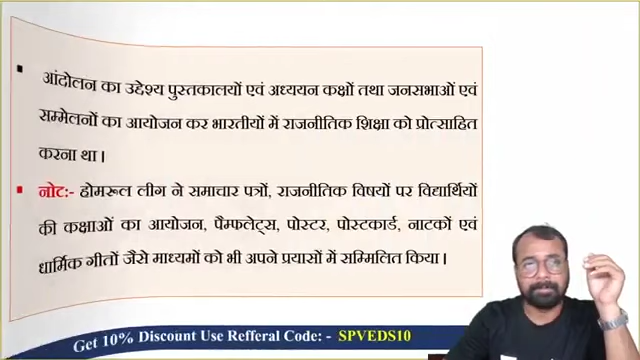 आंदोलन का उद्देश्य पुस्तकालयों एवं अध्ययन कक्षों तथा जनसभाओं एवं
सम्मेलनों का आयोजन कर भारतीयों में राजनीतिक शिक्षा को प्रोत्साहित
करना था।
नोट:- होमरूल लीग ने समाचार पत्रों, राजनीतिक विषयों पर विद्यार्थियों
की कक्षाओं का आयोजन, पैम्फलेट्स, पोस्टर, पोस्टकार्ड, नाटकों एवं
धार्मिक गीतों जैसे माध्यमों को भी अपने प्रयासों में सम्मिलित किया।
Get 10% Discount Use Refferal Code: - SPVEDS10